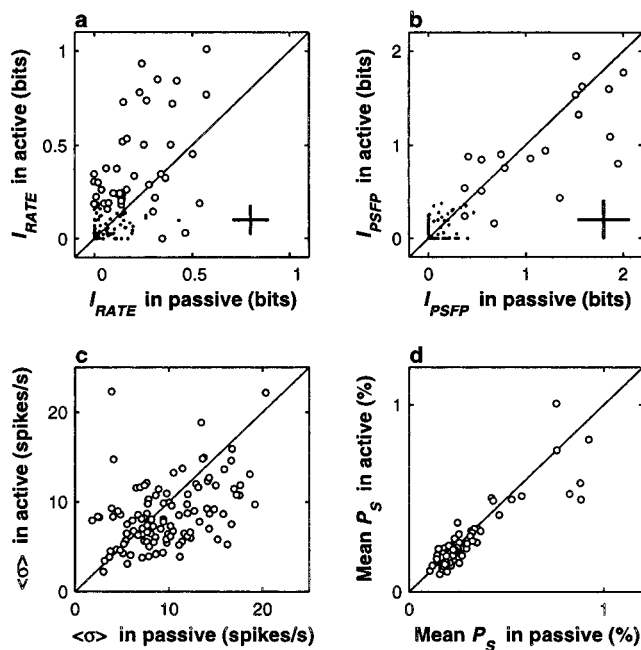 a
1
0.5
0
I_RATE in active (bits)
0 0.5 1
I_RATE in passive (bits)
b
2
1
0
I_PSFP in active (bits)
0 1 2
I_PSFP in passive (bits)
c
20
10
0
<σ> in active (spikes/s)
0 10 20
<σ> in passive (spikes/s)
d
1
0
Mean P_S in active (%)
0 1
Mean P_S in passive (%)